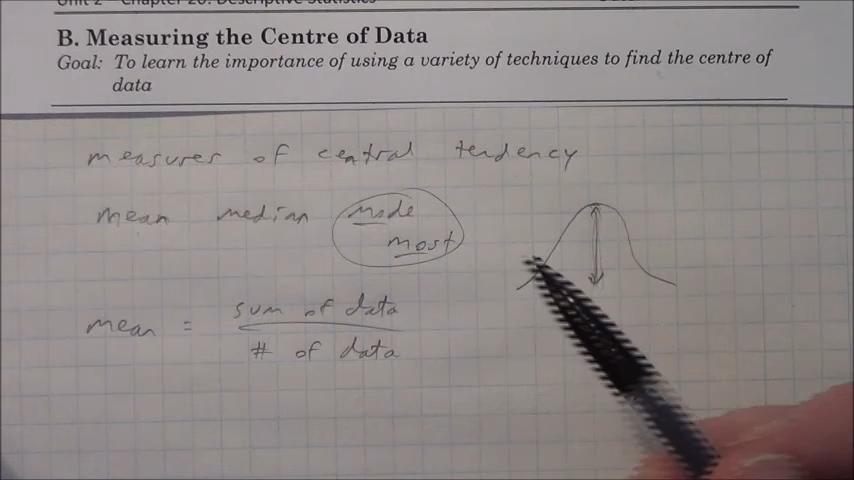 B. Measuring the Centre of Data
Goal: To learn the importance of using a variety of techniques to find the centre of
data
measures of central tendency
mean median mode
most
mean = sum of data
# of data